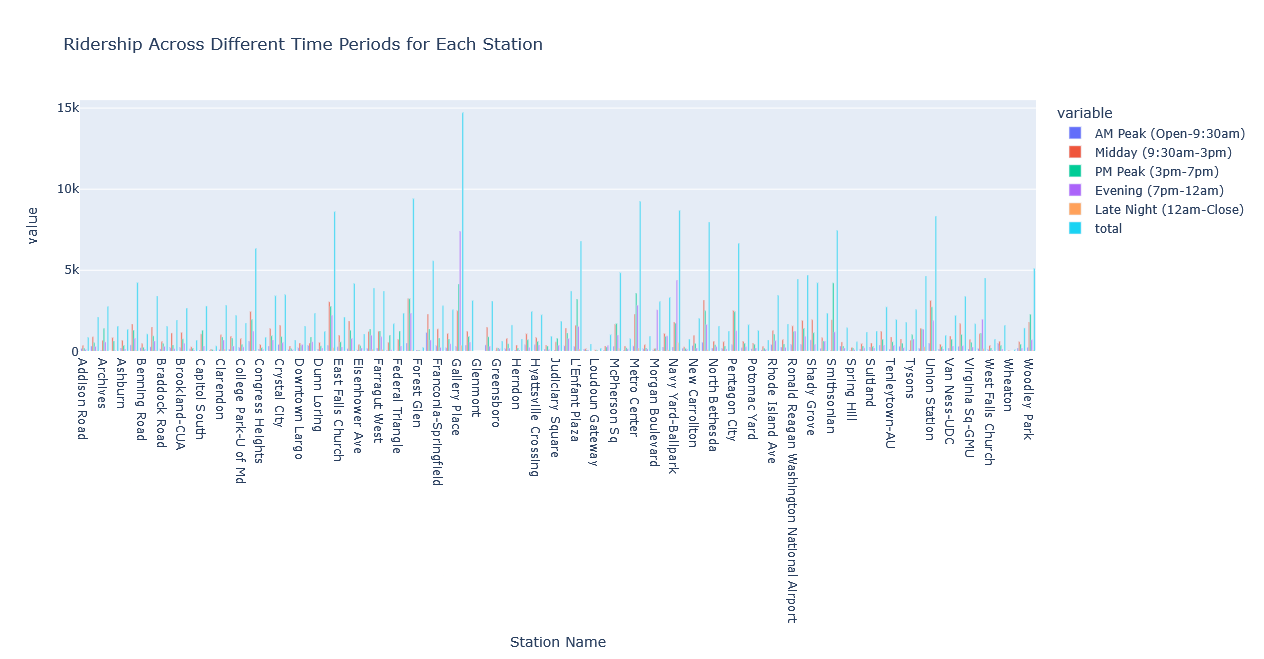 Ridership Across Different Time Periods for Each Station
variable
AM Peak (Open-9:30am)
Midday (9:30am-3pm)
PM Peak (3pm-7pm)
Evening (7pm-12am)
Late Night (12am-Close)
total
value
15k
10k
5k
0
Addison Road
Archives
Ashburn
Benning Road
Braddock Road
Brookland-CUA
Capitol South
Clarendon
College Park-U of Md
Congress Heights
Crystal City
Downtown Largo
Dunn Loring
East Falls Church
Eisenhower Ave
Farragut West
Federal Triangle
Forest Glen
Franconia-Springfield
Gallery Place
Glenmont
Greensboro
Herndon
Hyattsville Crossing
Judiciary Square
L'Enfant Plaza
Loudoun Gateway
McPherson Sq
Metro Center
Morgan Boulevard
Navy Yard-Ballpark
New Carrollton
North Bethesda
Pentagon City
Potomac Yard
Rhode Island Ave
Ronald Reagan Washington National Airport
Shady Grove
Smithsonian
Spring Hill
Suitland
Tenleytown-AU
Tysons
Union Station
Van Ness-UDC
Virginia Sq-GMU
West Falls Church
Wheaton
Woodley Park
Station Name